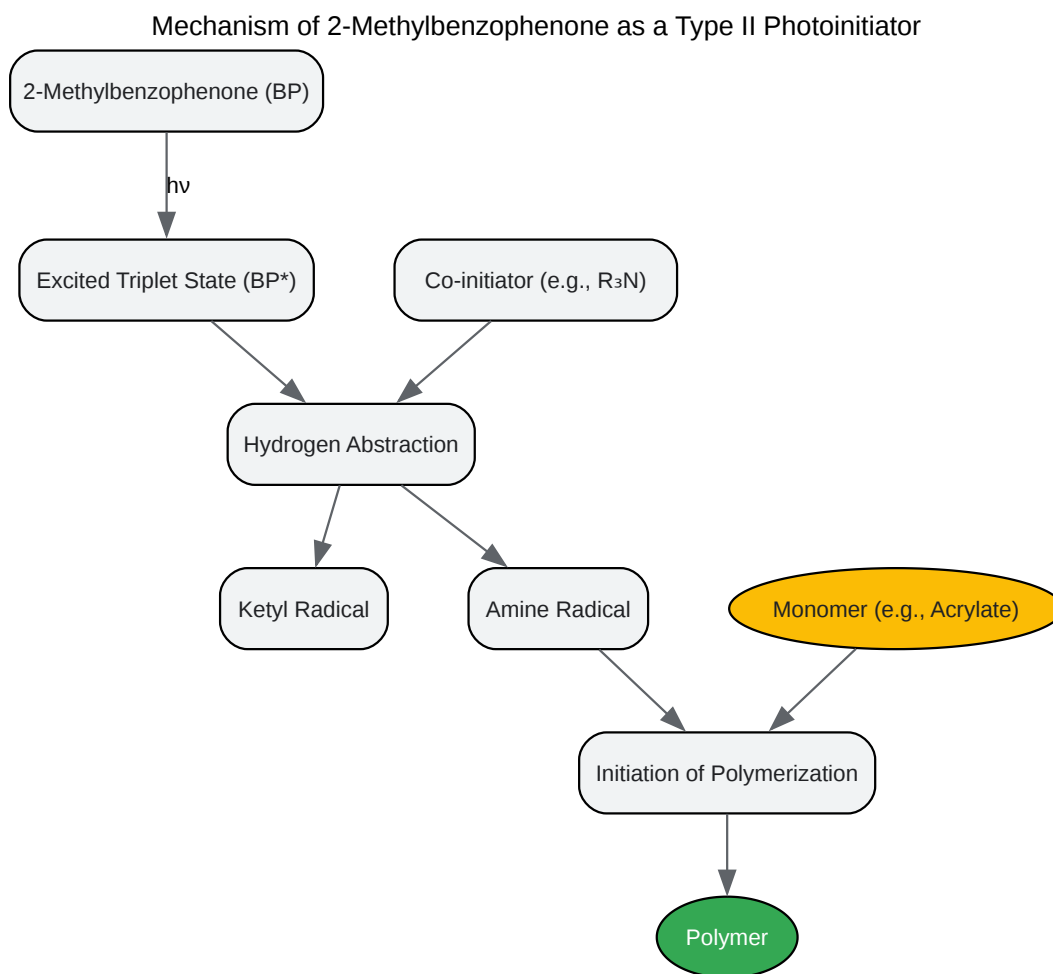 Mechanism of 2-Methylbenzophenone as a Type II Photoinitiator
2-Methylbenzophenone (BP)
hν
Excited Triplet State (BP*)
Co-initiator (e.g., R₃N)
Hydrogen Abstraction
Ketyl Radical
Amine Radical
Monomer (e.g., Acrylate)
Initiation of Polymerization
Polymer